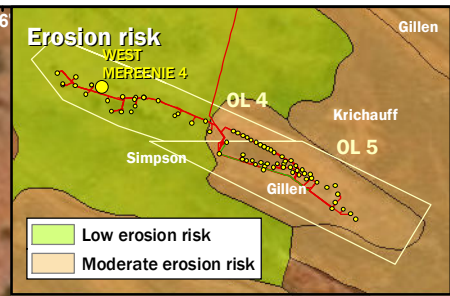 6'
Erosion risk
Gillen
WEST
MEREENIE 4
OL 4
Krichauff
OL 5
Simpson
Gillen
Low erosion risk
Moderate erosion risk